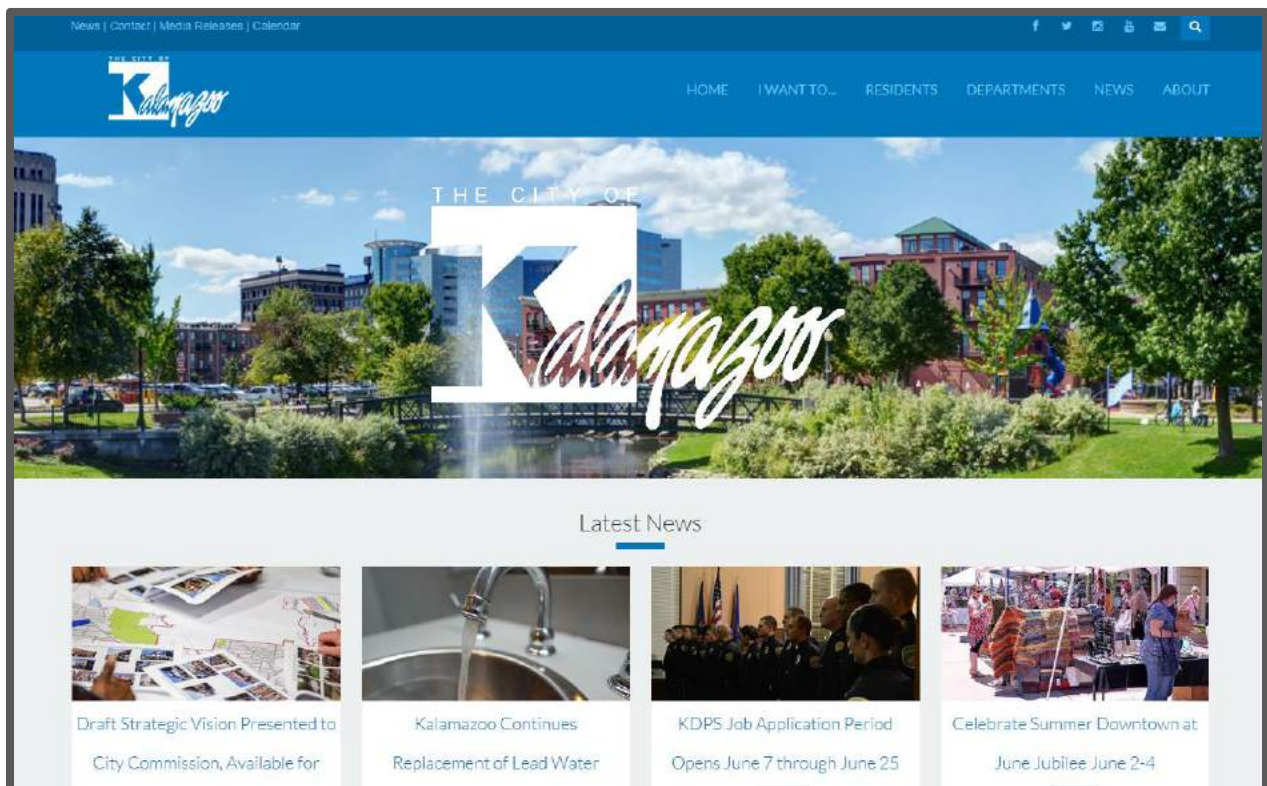 News | Contact | Media Releases | Calendar
THE CITY OF
Kalamazoo
HOME I WANT TO... RESIDENTS DEPARTMENTS NEWS ABOUT
THE CITY OF
Kalamazoo
Latest News
Draft Strategic Vision Presented to
City Commission, Available for
Kalamazoo Continues
Replacement of Lead Water
KDPS Job Application Period
Opens June 7 through June 25
Celebrate Summer Downtown at
June Jubilee June 2-4